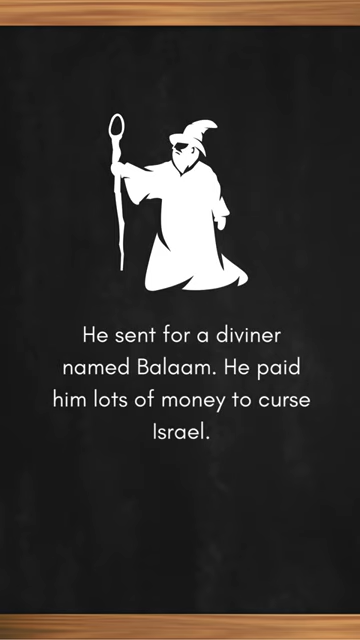 He sent for a diviner
named Balaam. He paid
him lots of money to curse
Israel.